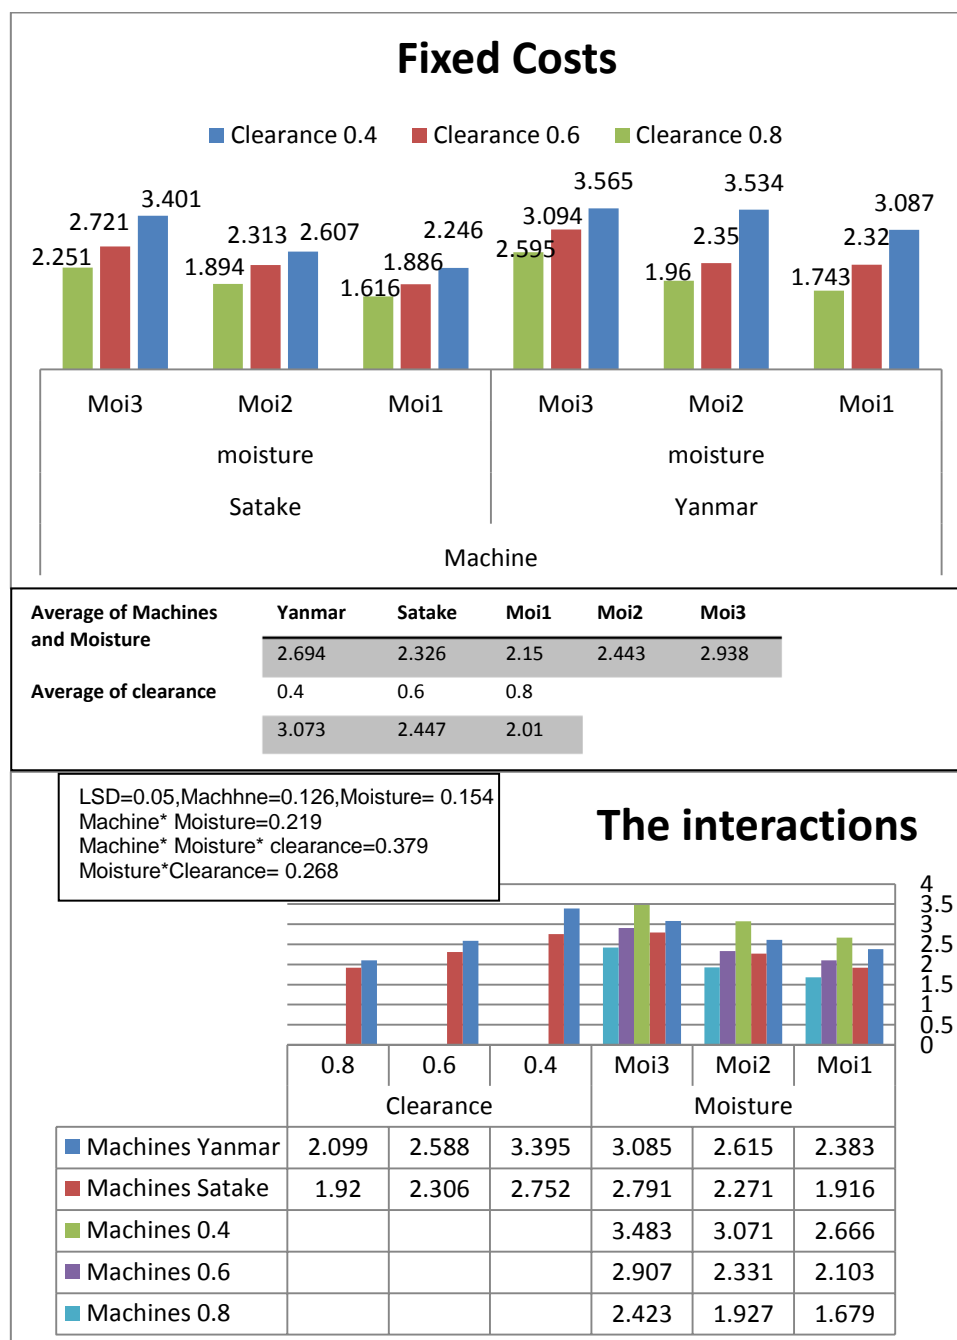 Fixed Costs
Clearance 0.4 Clearance 0.6 Clearance 0.8
2.251 2.721 3.401 1.894 2.313 2.607 1.616 1.886 2.246 2.595 3.094 3.565 1.96 2.35 3.534 1.743 2.32 3.087
Moi3 Moi2 Moi1 Moi3 Moi2 Moi1
moisture moisture
Satake Yanmar
Machine
Average of Machines Yanmar Satake Moi1 Moi2 Moi3
and Moisture
2.694 2.326 2.15 2.443 2.938
Average of clearance 0.4 0.6 0.8
3.073 2.447 2.01
LSD=0.05,Machhne=0.126,Moisture= 0.154
Machine* Moisture=0.219
Machine* Moisture* clearance=0.379
Moisture*Clearance= 0.268
The interactions
4
3.5
3
2.5
2
1.5
1
0.5
0
0.8 0.6 0.4 Moi3 Moi2 Moi1
Clearance Moisture
Machines Yanmar 2.099 2.588 3.395 3.085 2.615 2.383
Machines Satake 1.92 2.306 2.752 2.791 2.271 1.916
Machines 0.4 3.483 3.071 2.666
Machines 0.6 2.907 2.331 2.103
Machines 0.8 2.423 1.927 1.679